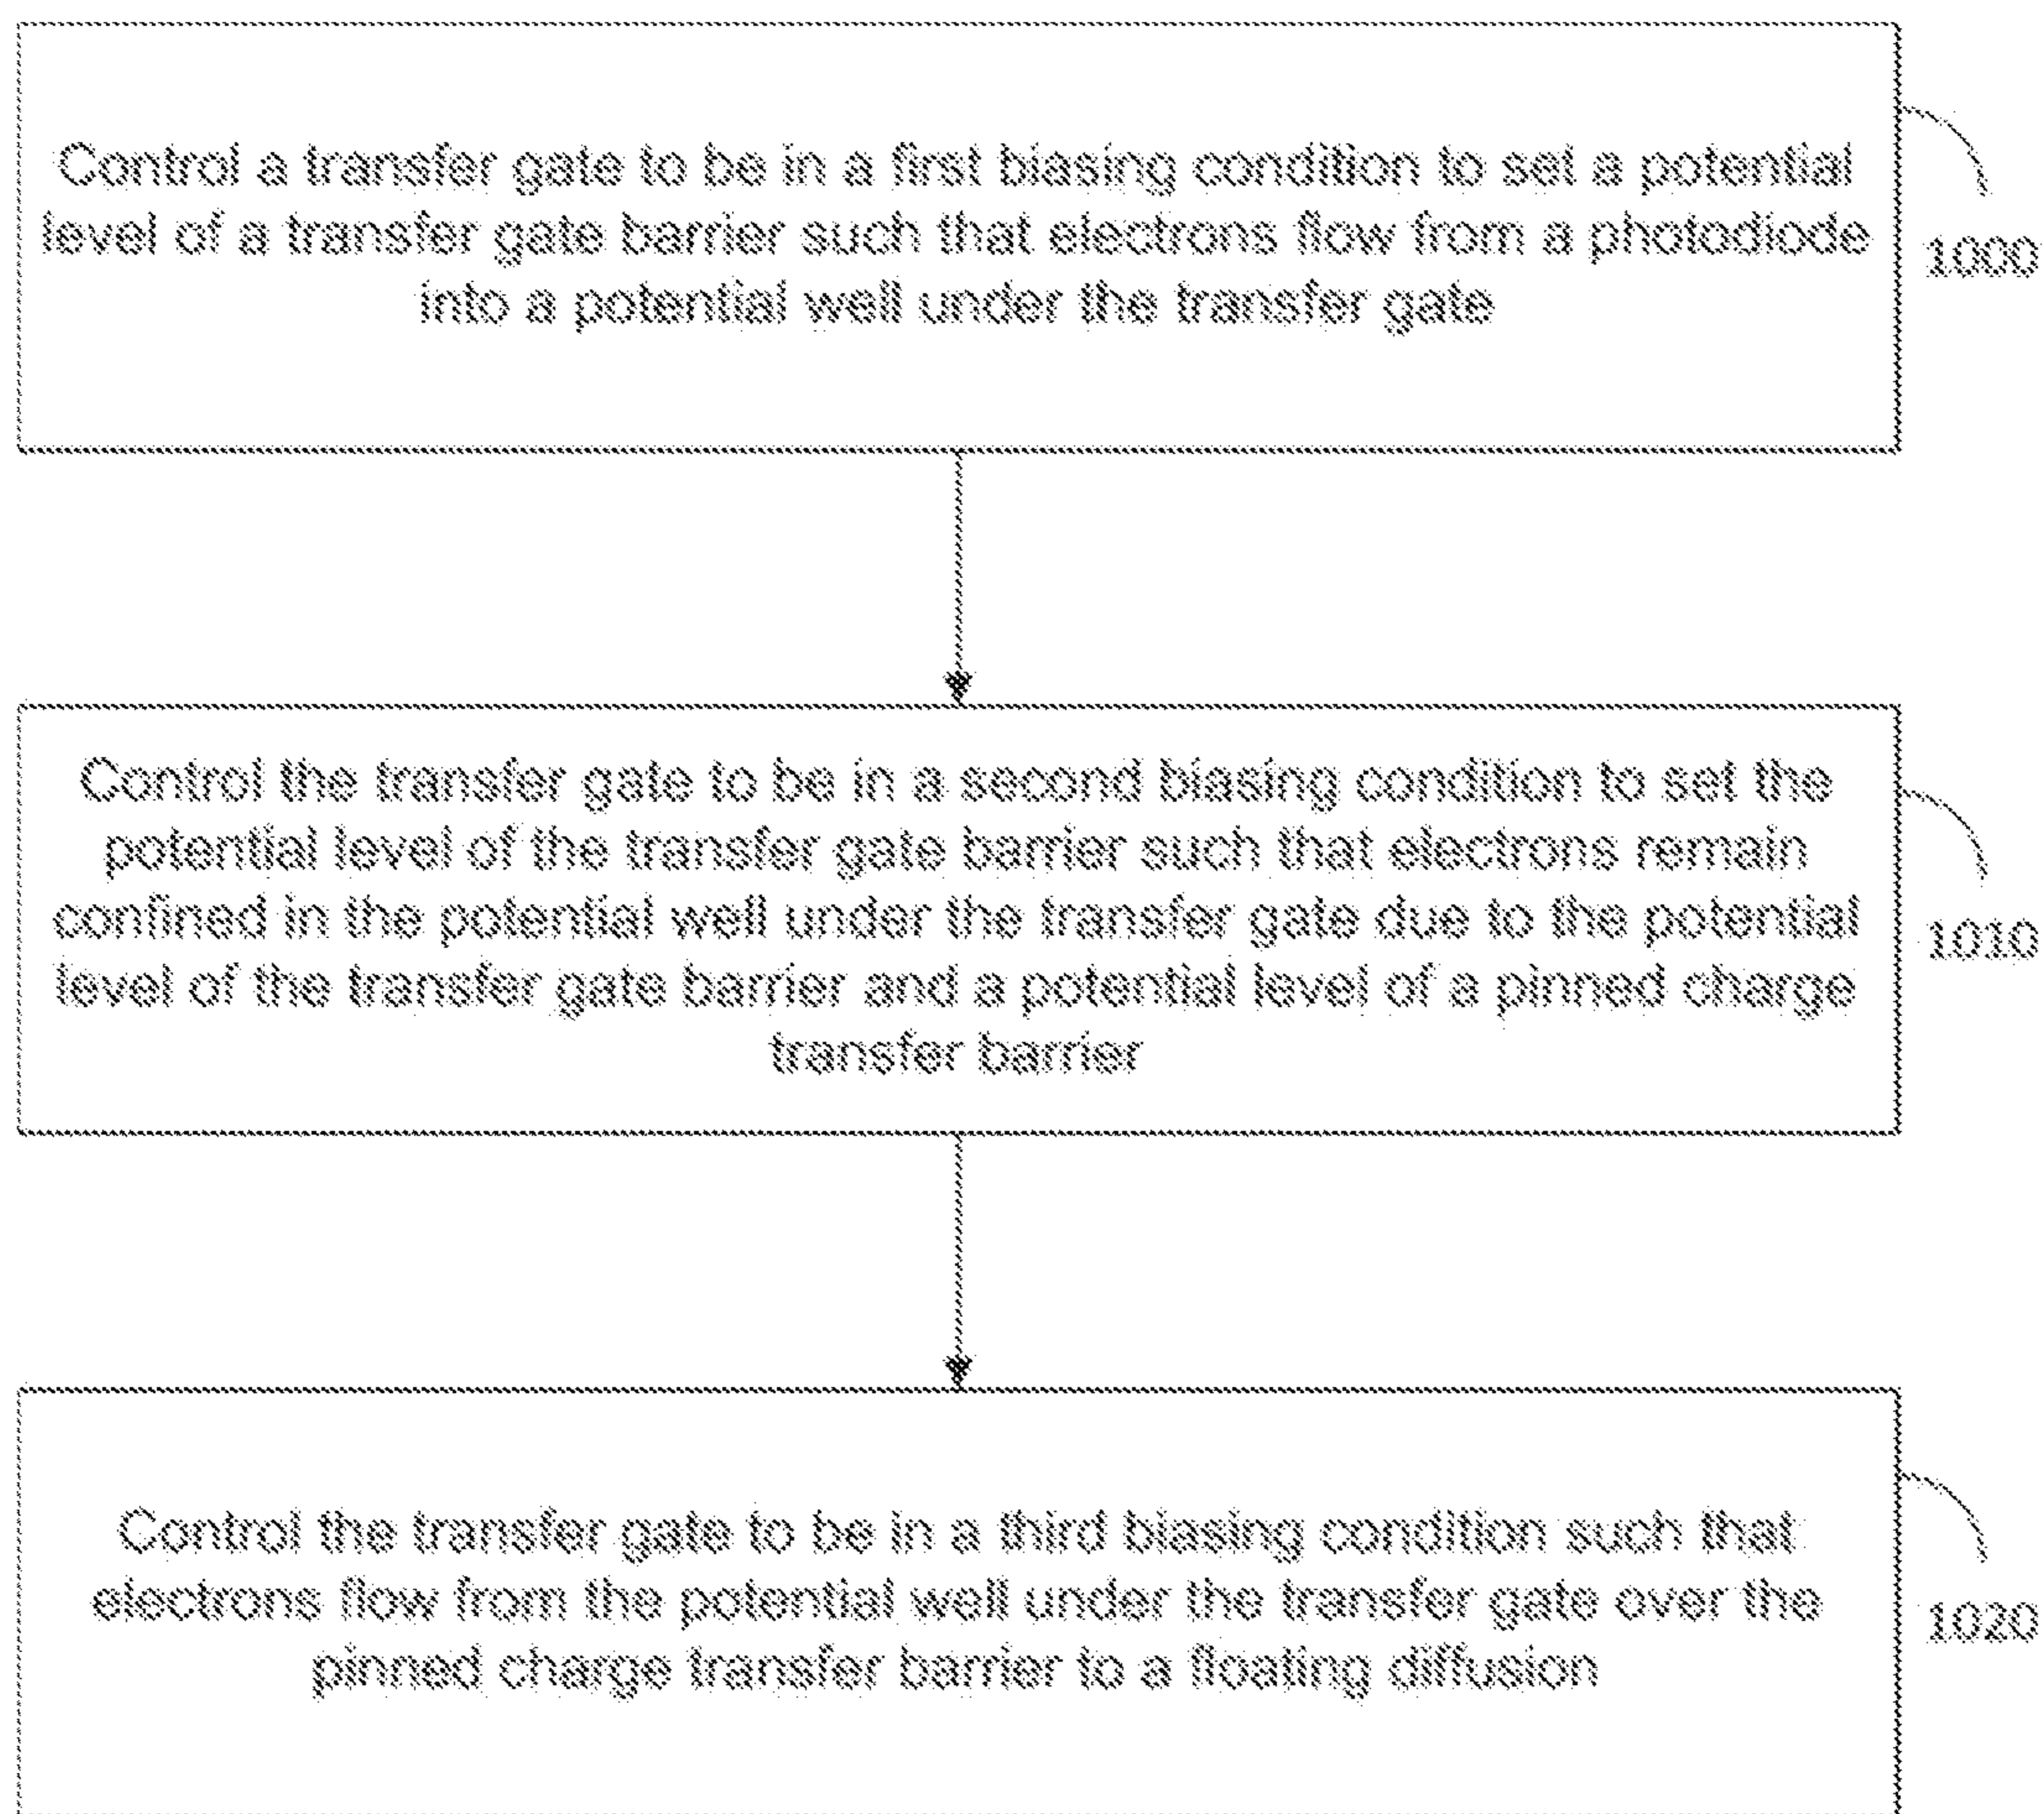 Control a transfer gate to be in a first biasing condition to set a potential
level of a transfer gate barrier such that electrons flow from a photodiode
into a potential well under the transfer gate
1000
Control the transfer gate to be in a second biasing condition to set the
potential level of the transfer gate barrier such that electrons remain
confined in the potential well under the transfer gate due to the potential
level of the transfer gate barrier and a potential level of a pinned charge
transfer barrier
1010
Control the transfer gate to be in a third biasing condition such that
electrons flow from the potential well under the transfer gate over the
pinned charge transfer barrier to a floating diffusion
1020